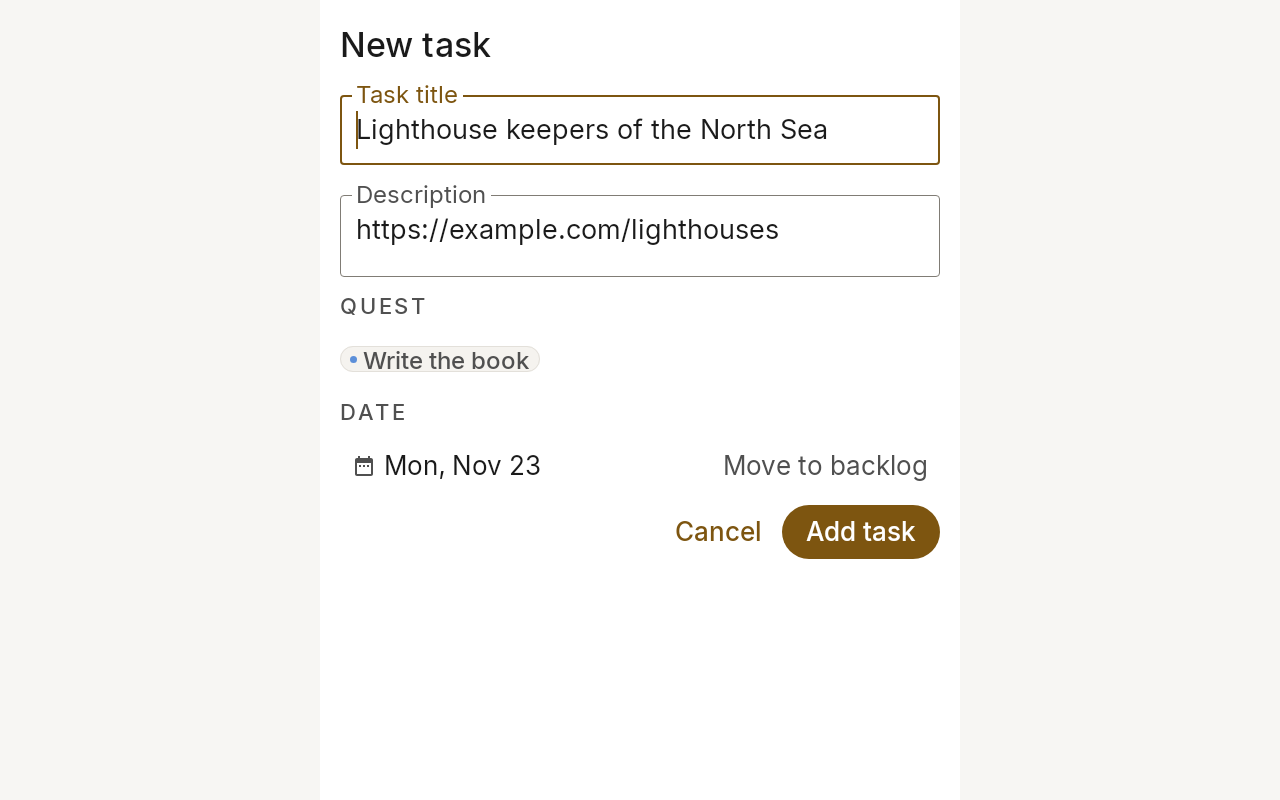 New task
Task title
Lighthouse keepers of the North Sea
Description
https://example.com/lighthouses
QUEST
Write the book
DATE
Mon, Nov 23
Move to backlog
Cancel
Add task